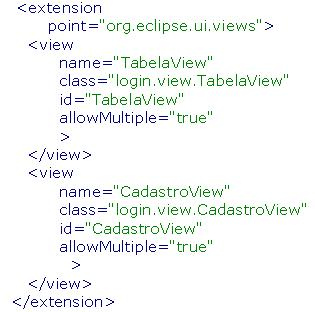 <extension
point="org.eclipse.ui.views">
<view
name="TabelaView"
class="login.view.TabelaView"
id="TabelaView"
allowMultiple="true"
>
</view>
<view
name="CadastroView"
class="login.view.CadastroView"
id="CadastroView"
allowMultiple="true"
>
</view>
</extension>